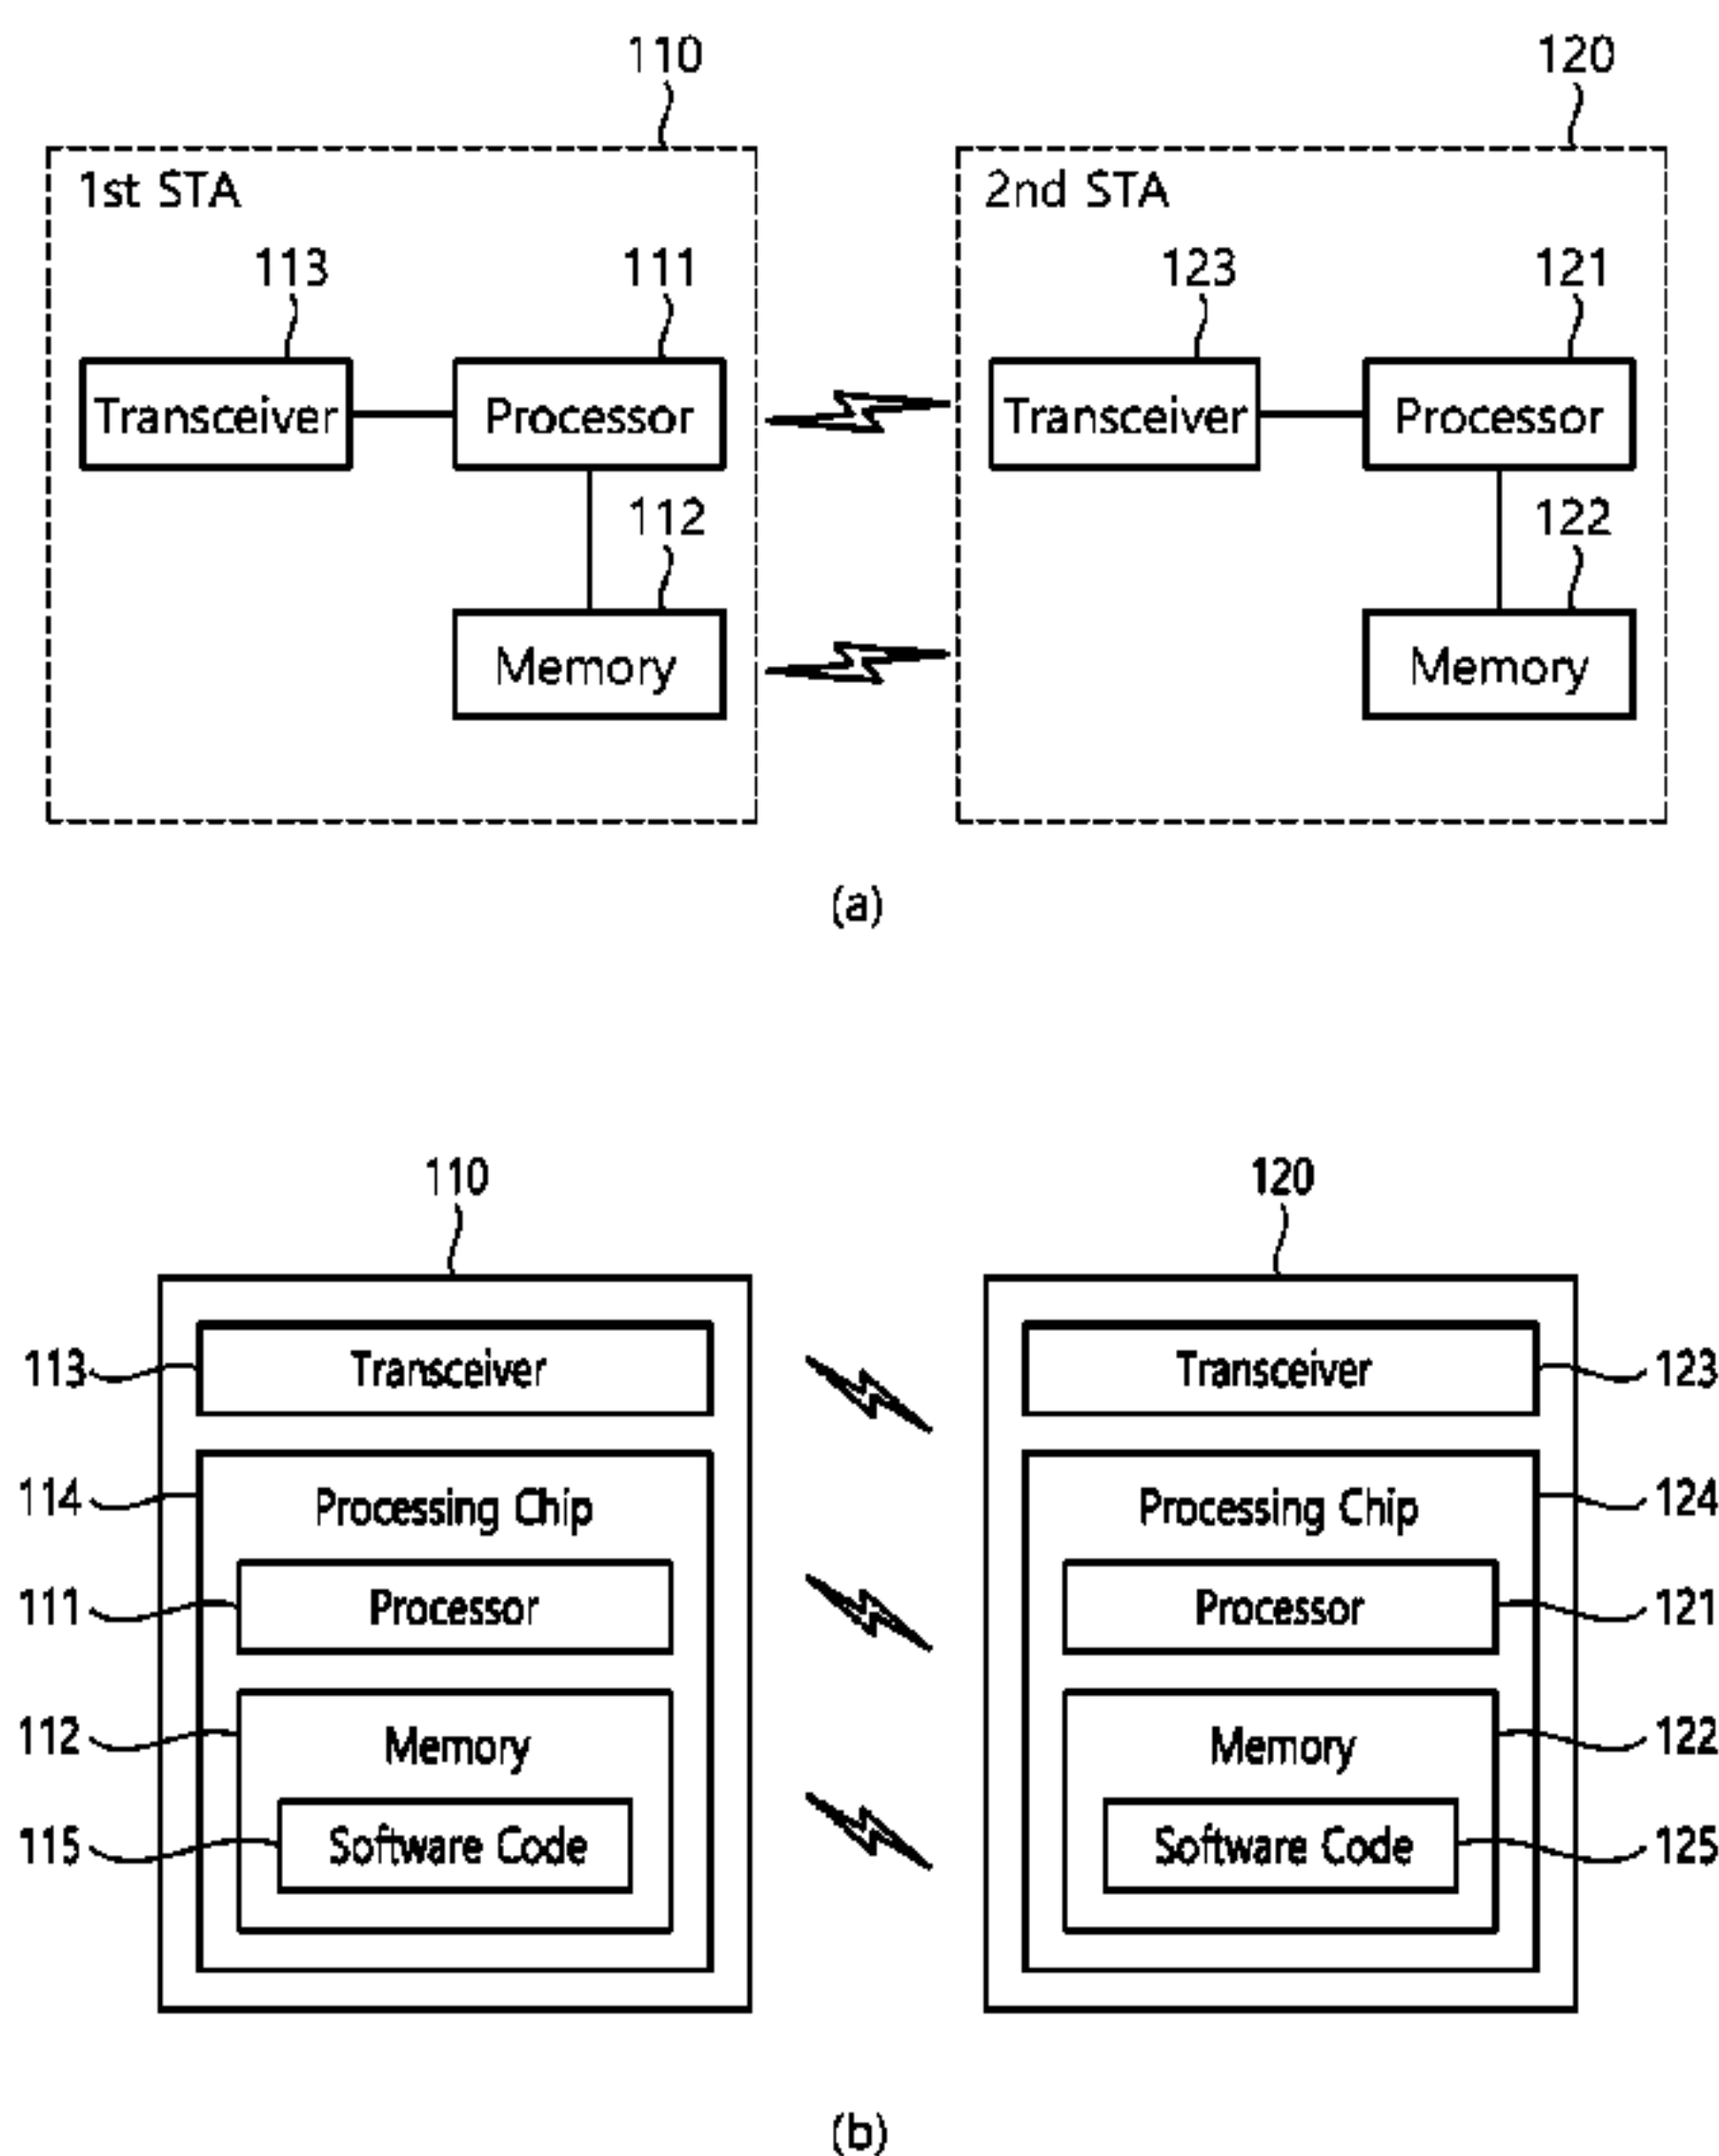 110 120
1st STA 2nd STA
113 111 123 121
Transceiver Processor Transceiver Processor
112 122
Memory Memory
(a)
110 120
113 Transceiver Transceiver 123
114 Processing Chip Processing Chip 124
111 Processor Processor 121
112 Memory Memory 122
115 Software Code Software Code 125
(b)